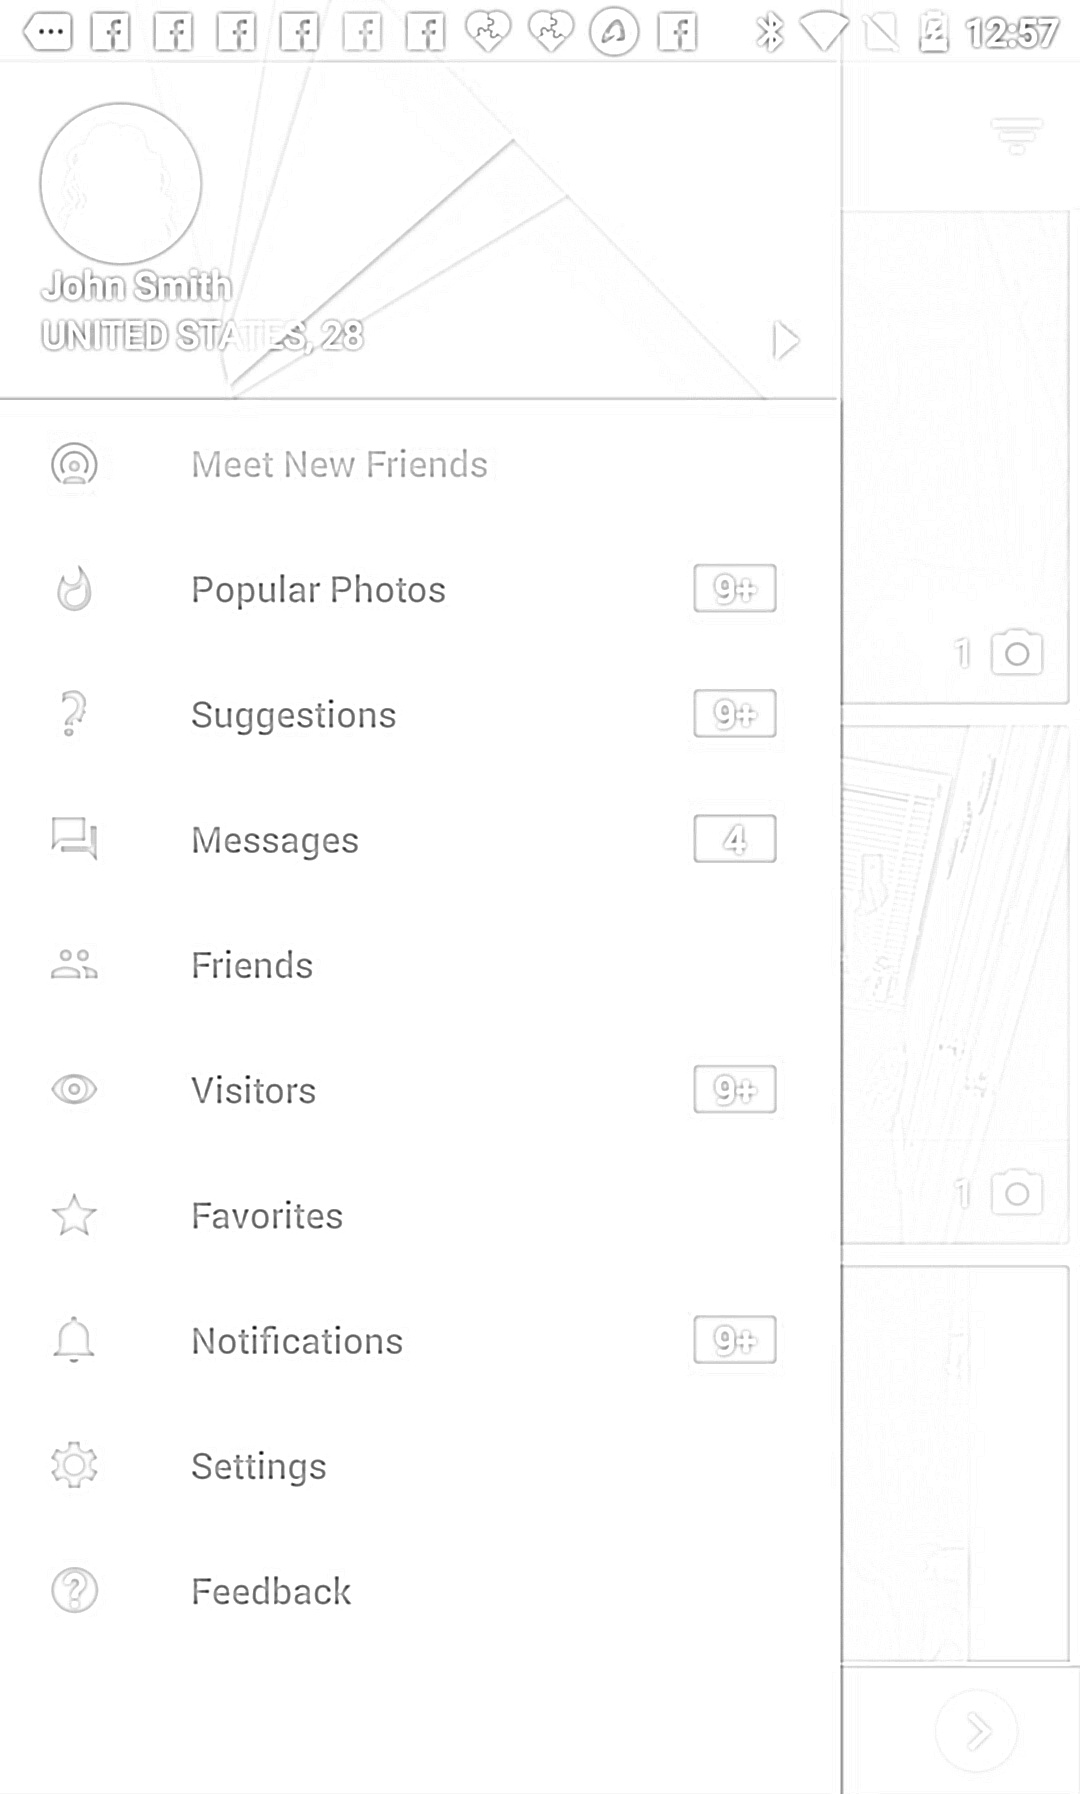 12:57
John Smith
UNITED STATES, 28
Meet New Friends
Popular Photos 9+
Suggestions 9+
Messages 4
Friends
Visitors 9+
Favorites
Notifications 9+
Settings
Feedback
1
1